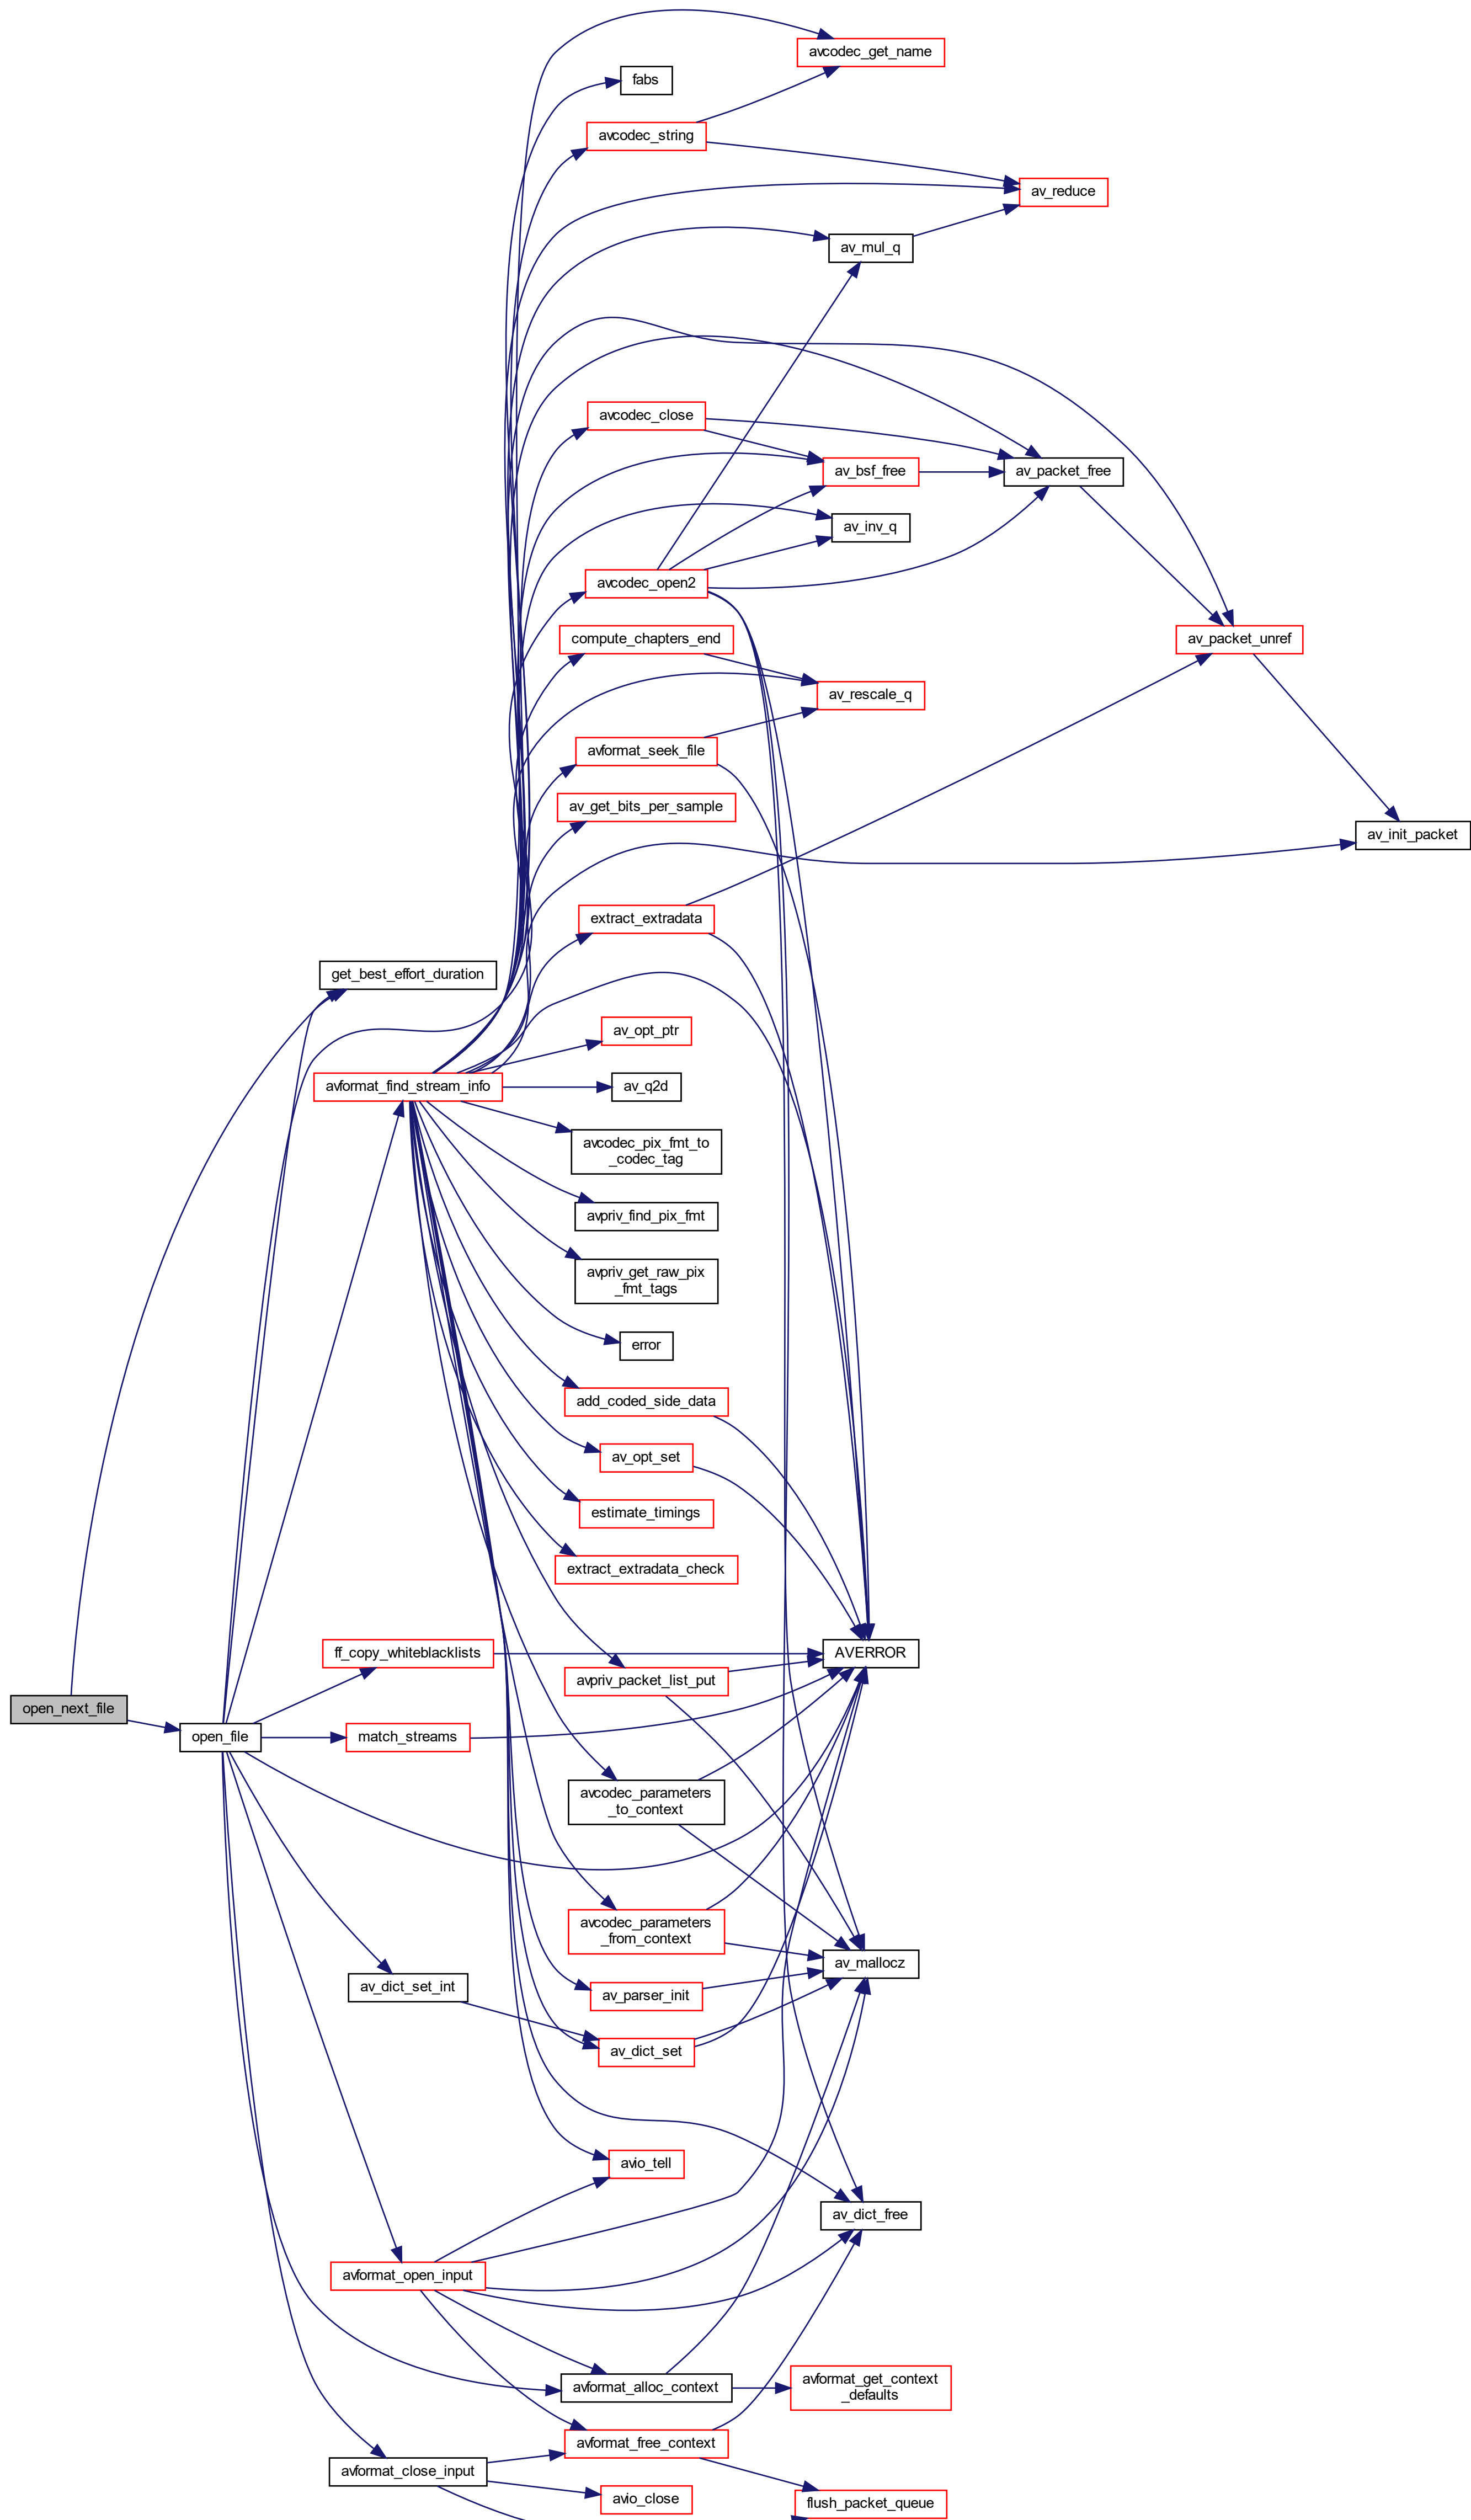 avcodec_get_name
fabs
avcodec_string
av_reduce
av_mul_q
avcodec_close
av_bsf_free
av_packet_free
av_inv_q
avcodec_open2
compute_chapters_end
av_packet_unref
av_rescale_q
avformat_seek_file
av_get_bits_per_sample
av_init_packet
extract_extradata
get_best_effort_duration
av_opt_ptr
avformat_find_stream_info
av_q2d
avcodec_pix_fmt_to
_codec_tag
avpriv_find_pix_fmt
avpriv_get_raw_pix
_fmt_tags
error
add_coded_side_data
av_opt_set
estimate_timings
extract_extradata_check
ff_copy_whiteblacklists
AVERROR
avpriv_packet_list_put
open_next_file
open_file
match_streams
avcodec_parameters
_to_context
avcodec_parameters
_from_context
av_mallocz
av_dict_set_int
av_parser_init
av_dict_set
avio_tell
av_dict_free
avformat_open_input
avformat_alloc_context
avformat_get_context
_defaults
avformat_free_context
avformat_close_input
avio_close
flush_packet_queue